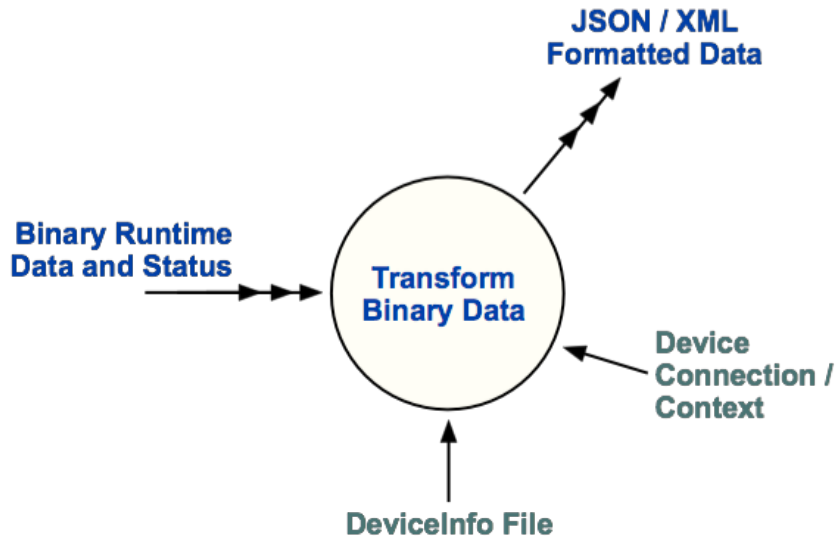 JSON / XML
Formatted Data
Binary Runtime
Data and Status
Transform
Binary Data
Device
Connection /
Context
DeviceInfo File